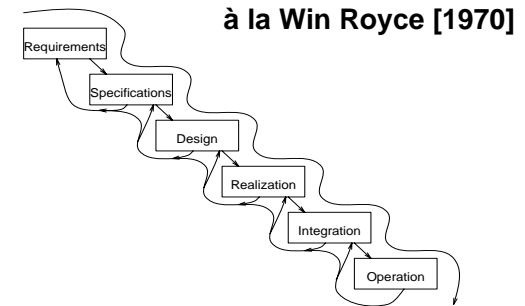 à la Win Royce [1970]
Requirements
Specifications
Design
Realization
Integration
Operation